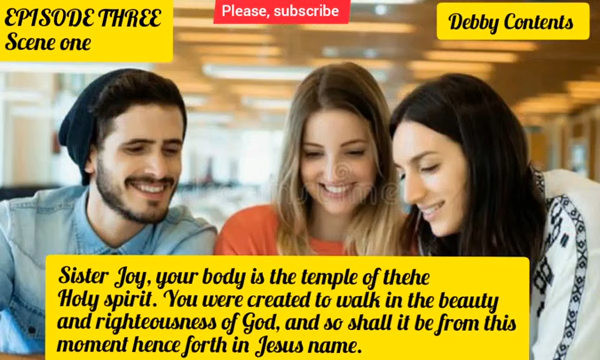 EPISODE THREE
Scene one
Please, subscribe
Debby Contents
Sister Joy, your body is the temple of thehe
Holy spirit. You were created to walk in the beauty
and righteousness of God, and so shall it be from this
moment hence forth in Jesus name.